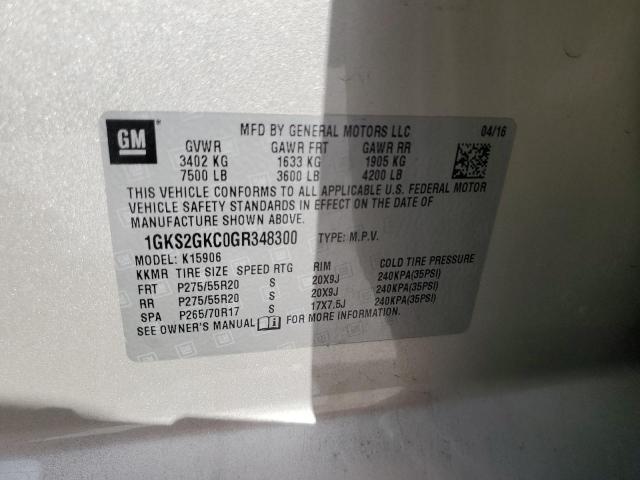 GM ®
MFD BY GENERAL MOTORS LLC 04/16
GVWR GAWR FRT GAWR RR
3402 KG 1633 KG 1905 KG
7500 LB 3600 LB 4200 LB
THIS VEHICLE CONFORMS TO ALL APPLICABLE U.S. FEDERAL MOTOR
VEHICLE SAFETY STANDARDS IN EFFECT ON THE DATE OF
MANUFACTURE SHOWN ABOVE.
1GKS2GKC0GR348300 TYPE: M.P.V.
MODEL: K15906
KKMR TIRE SIZE SPEED RTG RIM COLD TIRE PRESSURE
FRT P275/55R20 S 20X9J 240KPA(35PSI)
RR P275/55R20 S 20X9J 240KPA(35PSI)
SPA P265/70R17 S 17X7.5J 240KPA(35PSI)
SEE OWNER'S MANUAL FOR MORE INFORMATION.